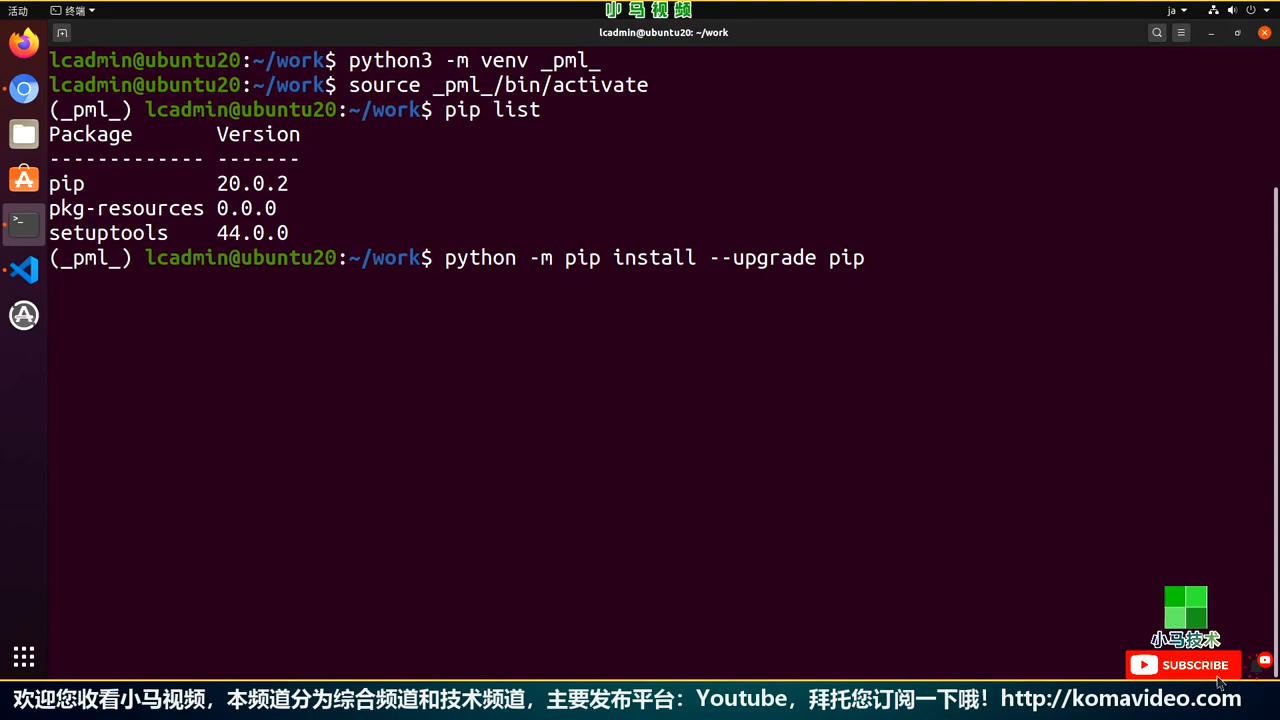 小马视频
活动 终端 ja
lcadmin@ubuntu20: ~/work
lcadmin@ubuntu20:~/work$ python3 -m venv _pml_
lcadmin@ubuntu20:~/work$ source _pml_/bin/activate
(_pml_) lcadmin@ubuntu20:~/work$ pip list
Package Version
------------- -------
pip 20.0.2
pkg-resources 0.0.0
setuptools 44.0.0
(_pml_) lcadmin@ubuntu20:~/work$ python -m pip install --upgrade pip
小马技术
SUBSCRIBE
欢迎您收看小马视频，本频道分为综合频道和技术频道，主要发布平台：Youtube，拜托您订阅一下哦！http://komavideo.com